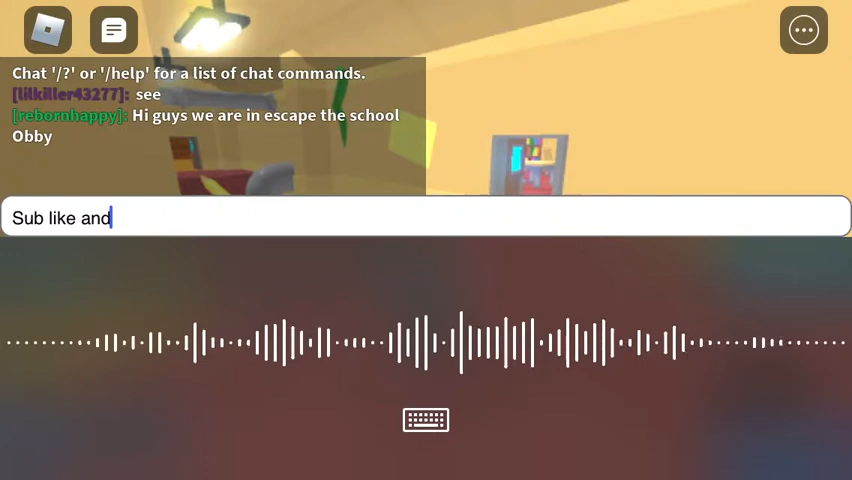 Chat '/?' or '/help' for a list of chat commands.
[lilkiller43277]: see
[rebornhappy]: Hi guys we are in escape the school
Obby
Sub like and